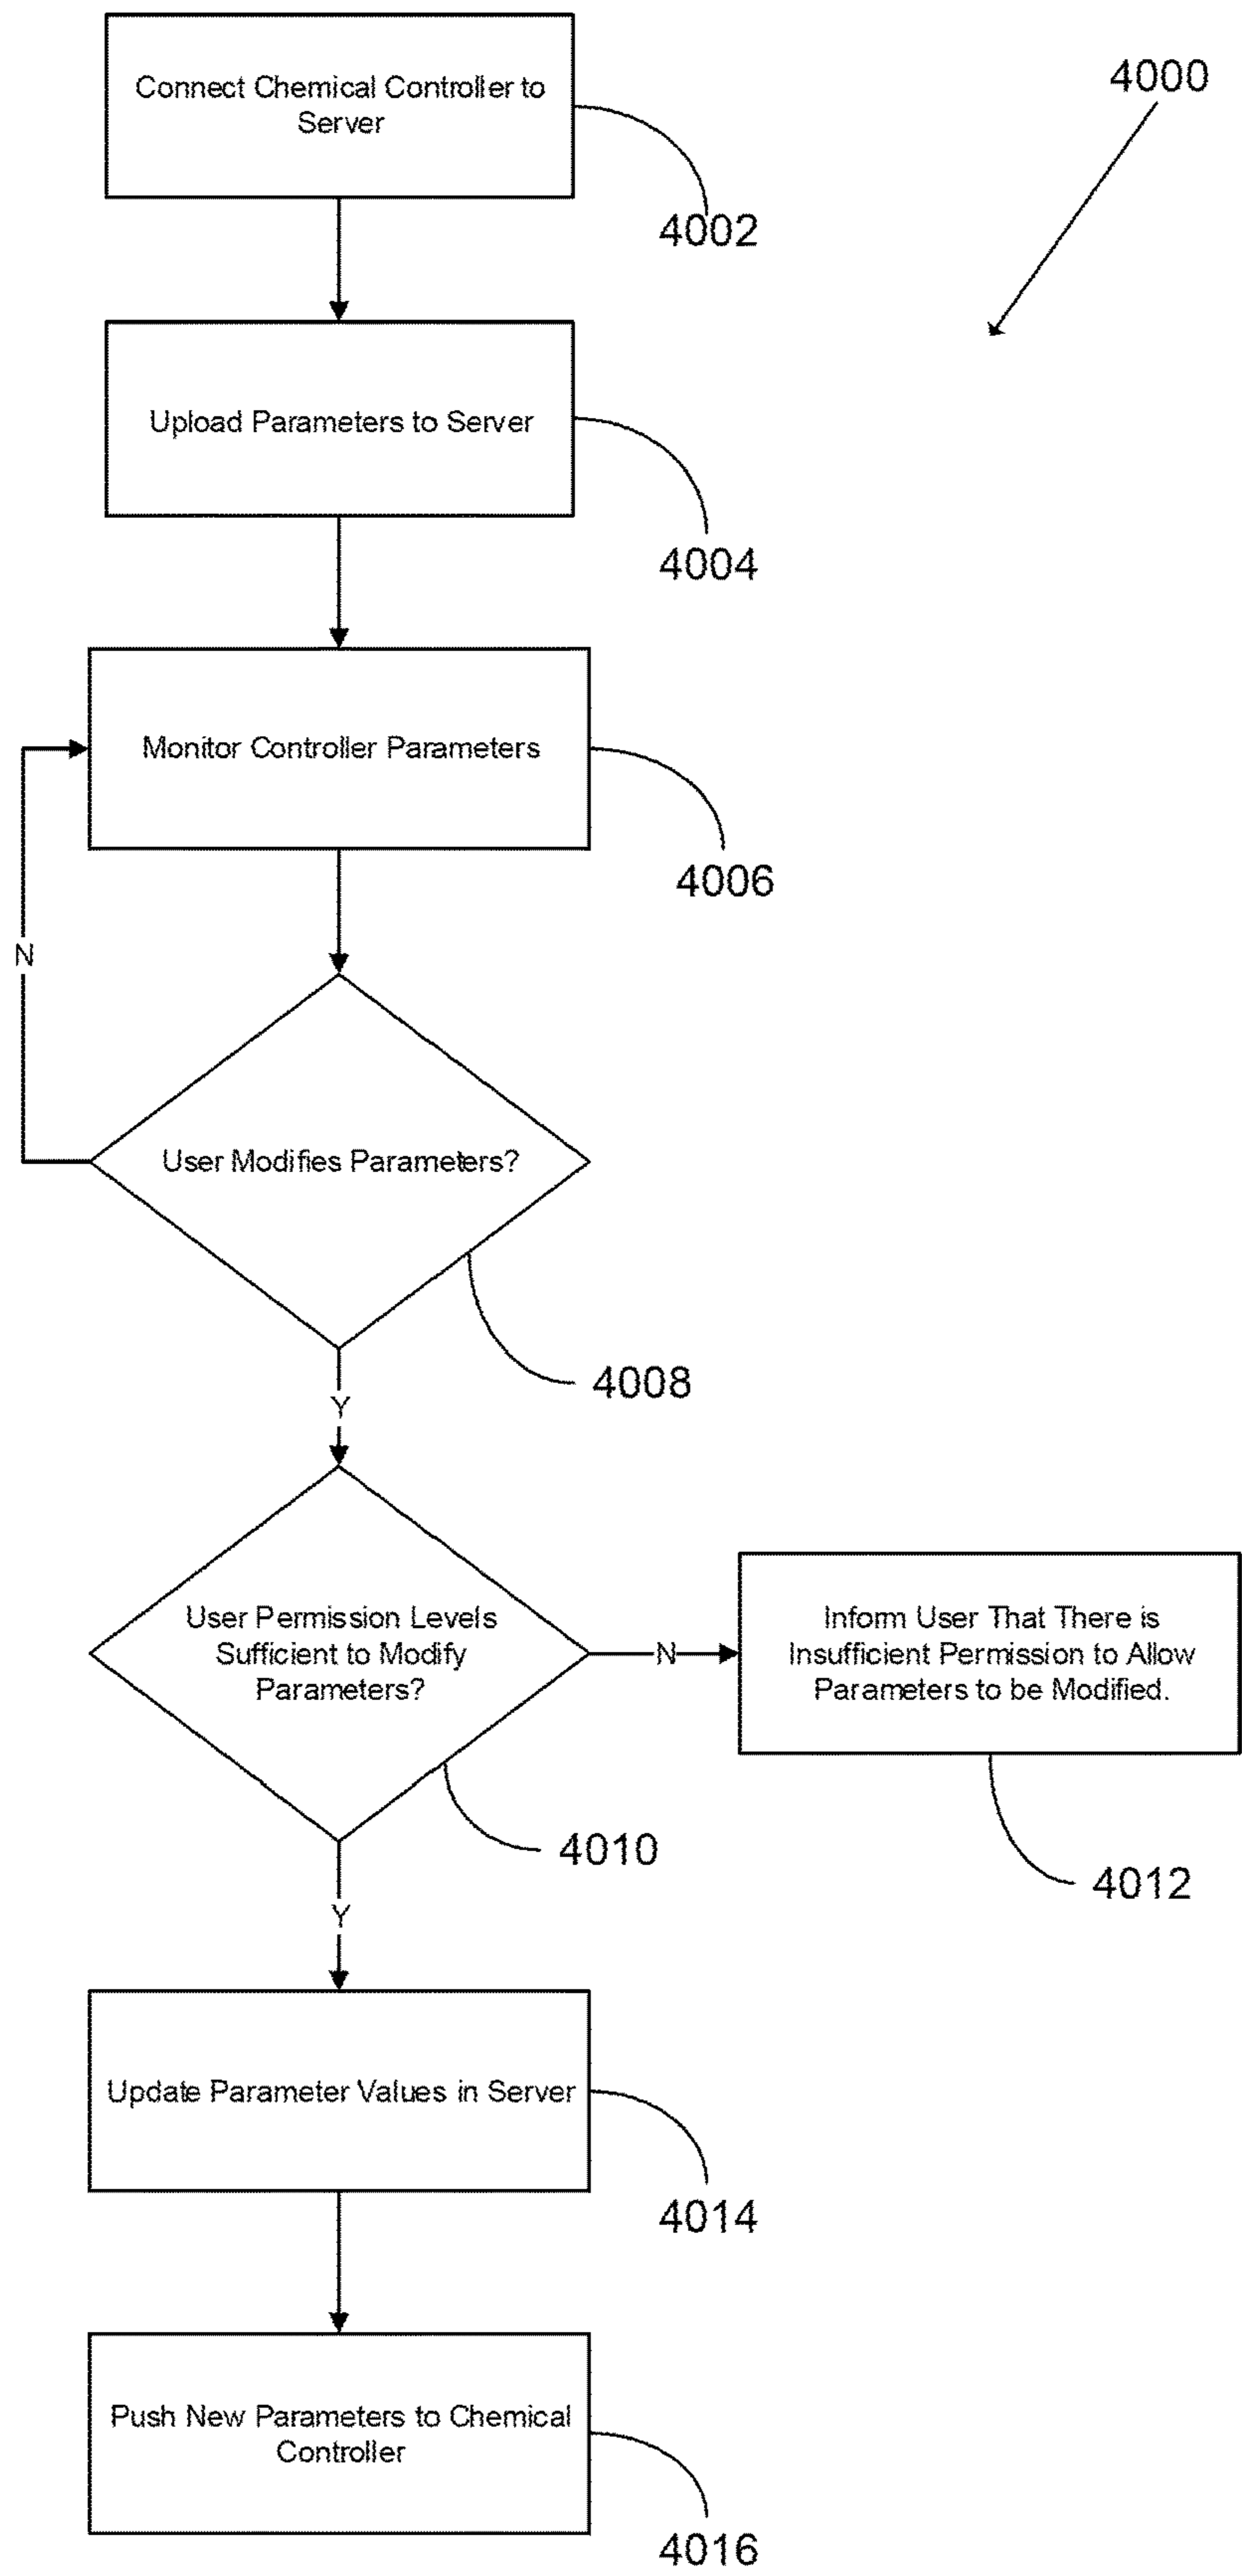 Connect Chemical Controller to
Server
4000
4002
Upload Parameters to Server
4004
Monitor Controller Parameters
4006
N
User Modifies Parameters?
4008
Y
User Permission Levels
Sufficient to Modify
Parameters?
N
Inform User That There is
Insufficient Permission to Allow
Parameters to be Modified.
4010
4012
Y
Update Parameter Values in Server
4014
Push New Parameters to Chemical
Controller
4016